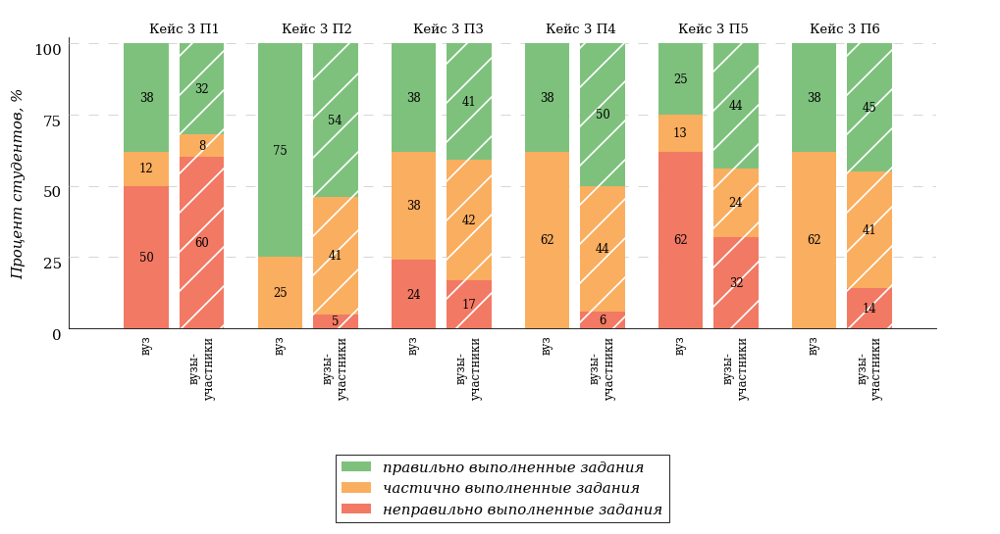 Кейс 3 П1 Кейс 3 П2 Кейс 3 П3 Кейс 3 П4 Кейс 3 П5 Кейс 3 П6
Процент студентов, %
100
75
50
25
0
38 12 50
32 8 60
75 25
54 41 5
38 38 24
41 42 17
38 62
50 44 6
25 13 62
44 24 32
38 62
45 41 14
вуз
вузы-
участники
вуз
вузы-
участники
вуз
вузы-
участники
вуз
вузы-
участники
вуз
вузы-
участники
вуз
вузы-
участники
правильно выполненные задания
частично выполненные задания
неправильно выполненные задания